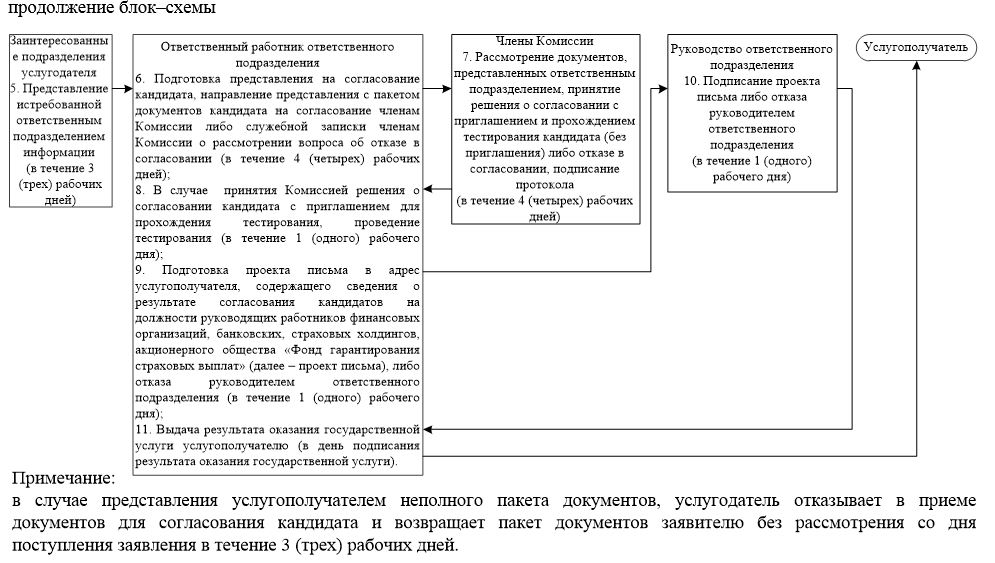 продолжение блок–схемы
Заинтересованны
е подразделения
услугодателя
5. Представление
истребованной
ответственным
подразделением
информации
(в течение 3
(трех) рабочих
дней)
Ответственный работник ответственного
подразделения
6. Подготовка представления на согласование
кандидата, направление представления с пакетом
документов кандидата на согласование членам
Комиссии либо служебной записки членам
Комиссии о рассмотрении вопроса об отказе в
согласовании (в течение 4 (четырех) рабочих
дней);
8. В случае принятия Комиссией решения о
согласовании кандидата с приглашением для
прохождения тестирования, проведение
тестирования (в течение 1 (одного) рабочего
дня);
9. Подготовка проекта письма в адрес
услугополучателя, содержащего сведения о
результате согласования кандидатов на
должности руководящих работников финансовых
организаций, банковских, страховых холдингов,
акционерного общества «Фонд гарантирования
страховых выплат» (далее – проект письма), либо
отказа руководителем ответственного
подразделения (в течение 1 (одного) рабочего
дня);
11. Выдача результата оказания государственной
услуги услугополучателю (в день подписания
результата оказания государственной услуги).
Члены Комиссии
7. Рассмотрение документов,
представленных ответственным
подразделением, принятие
решения о согласовании с
приглашением и прохождением
тестирования кандидата (без
приглашения) либо отказе в
согласовании, подписание
протокола
(в течение 4 (четырех) рабочих
дней)
Руководство ответственного
подразделения
10. Подписание проекта
письма либо отказа
руководителем
ответственного
подразделения
(в течение 1 (одного)
рабочего дня)
Услугополучатель
Примечание:
в случае представления услугополучателем неполного пакета документов, услугодатель отказывает в приеме
документов для согласования кандидата и возвращает пакет документов заявителю без рассмотрения со дня
поступления заявления в течение 3 (трех) рабочих дней.